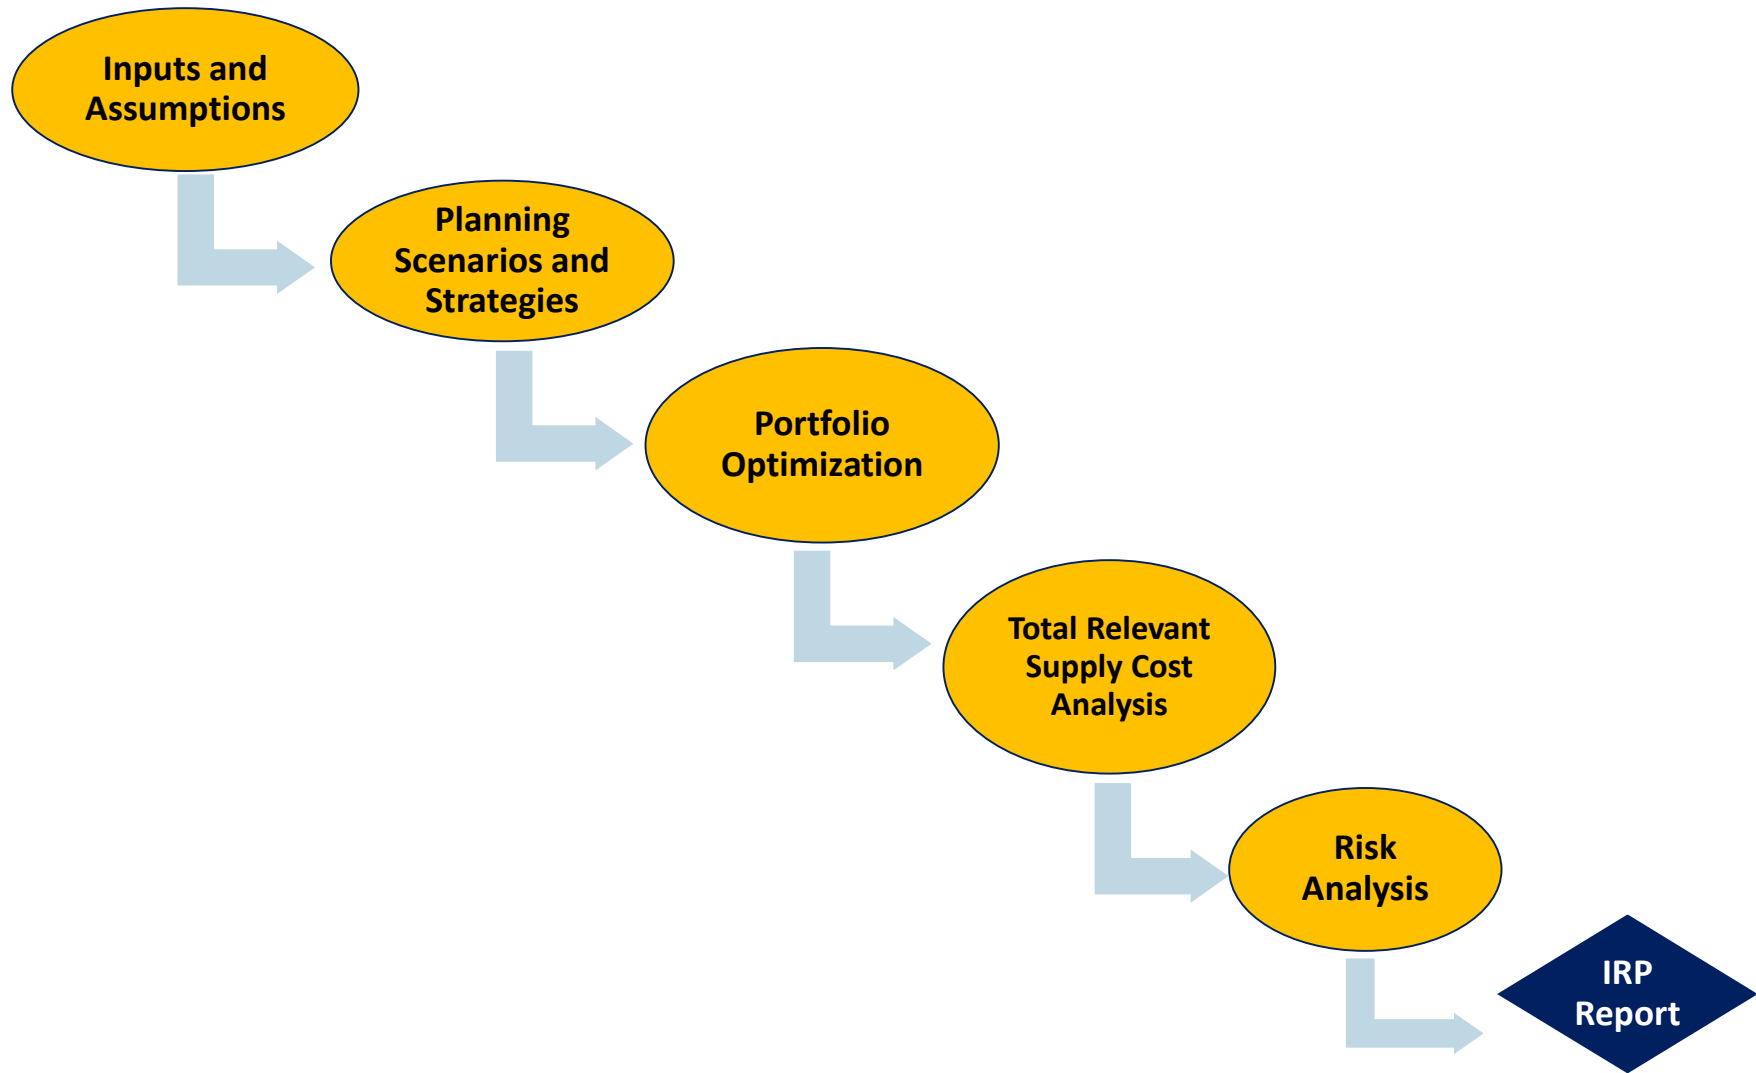 Inputs and
Assumptions
Planning
Scenarios and
Strategies
Portfolio
Optimization
Total Relevant
Supply Cost
Analysis
Risk
Analysis
IRP
Report